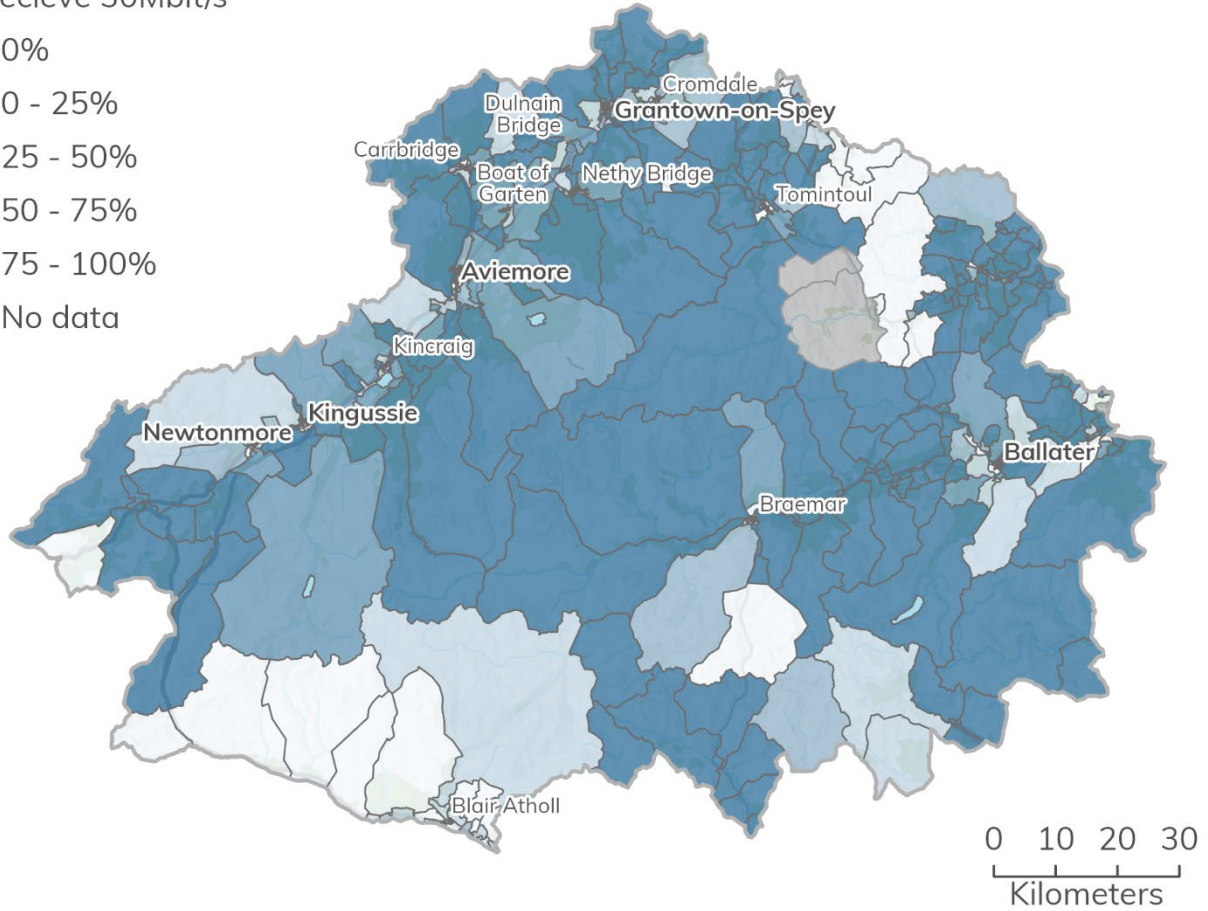 ecieve 30Mbit/s
0%
0 - 25%
25 - 50%
50 - 75%
75 - 100%
No data
Cromdale
Dulnain
Bridge
Grantown-on-Spey
Carrbridge
Boat of
Garten
Nethy Bridge
Tomintoul
Aviemore
Kincraig
Kingussie
Newtonmore
Ballater
Braemar
Blair Atholl
0 10 20 30
Kilometers